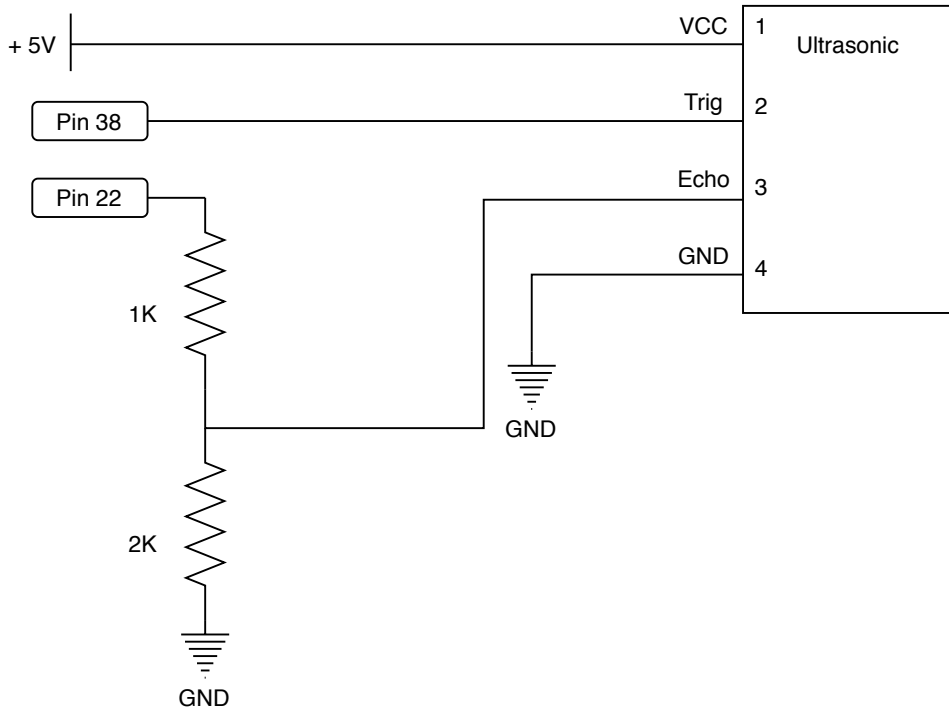 VCC
1
+ 5V
Ultrasonic
Trig
2
Pin 38
Echo
3
Pin 22
GND
4
1K
GND
2K
GND